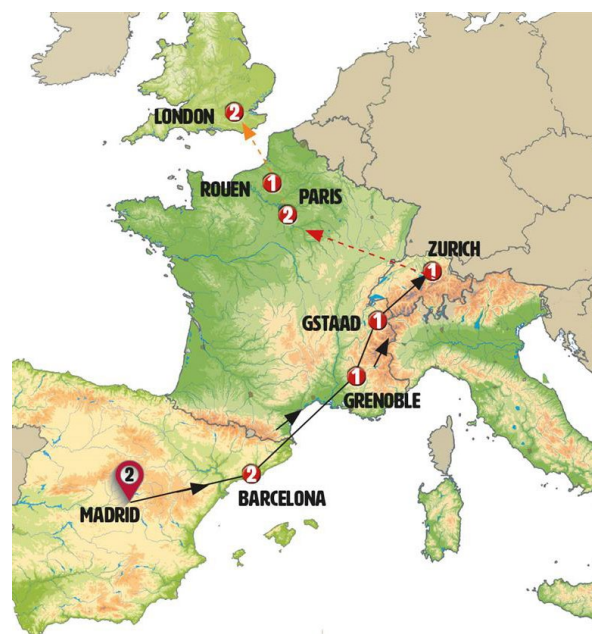 LONDON 2
ROUEN 1
PARIS
2
ZURICH
1
GSTAAD 1
1
GRENOBLE
2
MADRID
2
BARCELONA